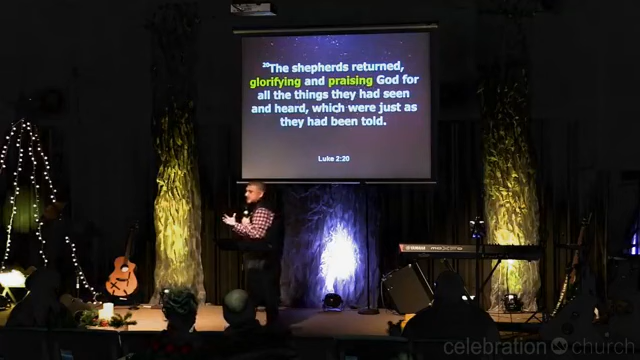 20The shepherds returned,
glorifying and praising God for
all the things they had seen
and heard, which were just as
they had been told.
Luke 2:20
celebration church